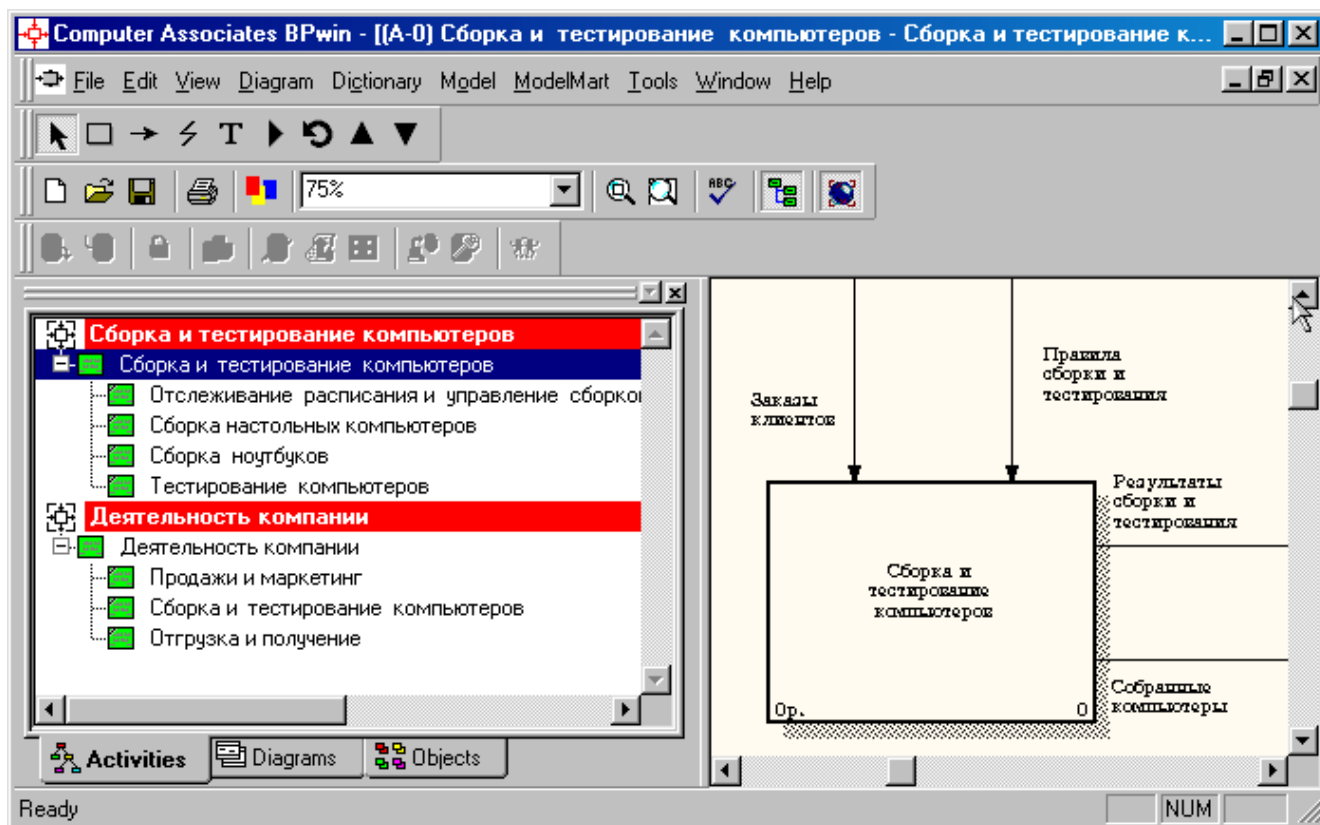 Computer Associates BPwin - [(A-0) Сборка и тестирование компьютеров - Сборка и тестирование к...
File Edit View Diagram Dictionary Model ModelMart Tools Window Help
T
75%
ABC
Сборка и тестирование компьютеров
Сборка и тестирование компьютеров
Отслеживание расписания и управление сборко
Сборка настольных компьютеров
Сборка ноутбуков
Тестирование компьютеров
Деятельность компании
Деятельность компании
Продажи и маркетинг
Сборка и тестирование компьютеров
Отгрузка и получение
Activities Diagrams Objects
Заказы
клиентов
Правила
сборки и
тестирования
Результаты
сборки и
тестирования
Сборка и
тестирование
компьютеров
0р. 0
Собранные
компьютеры
Ready NUM